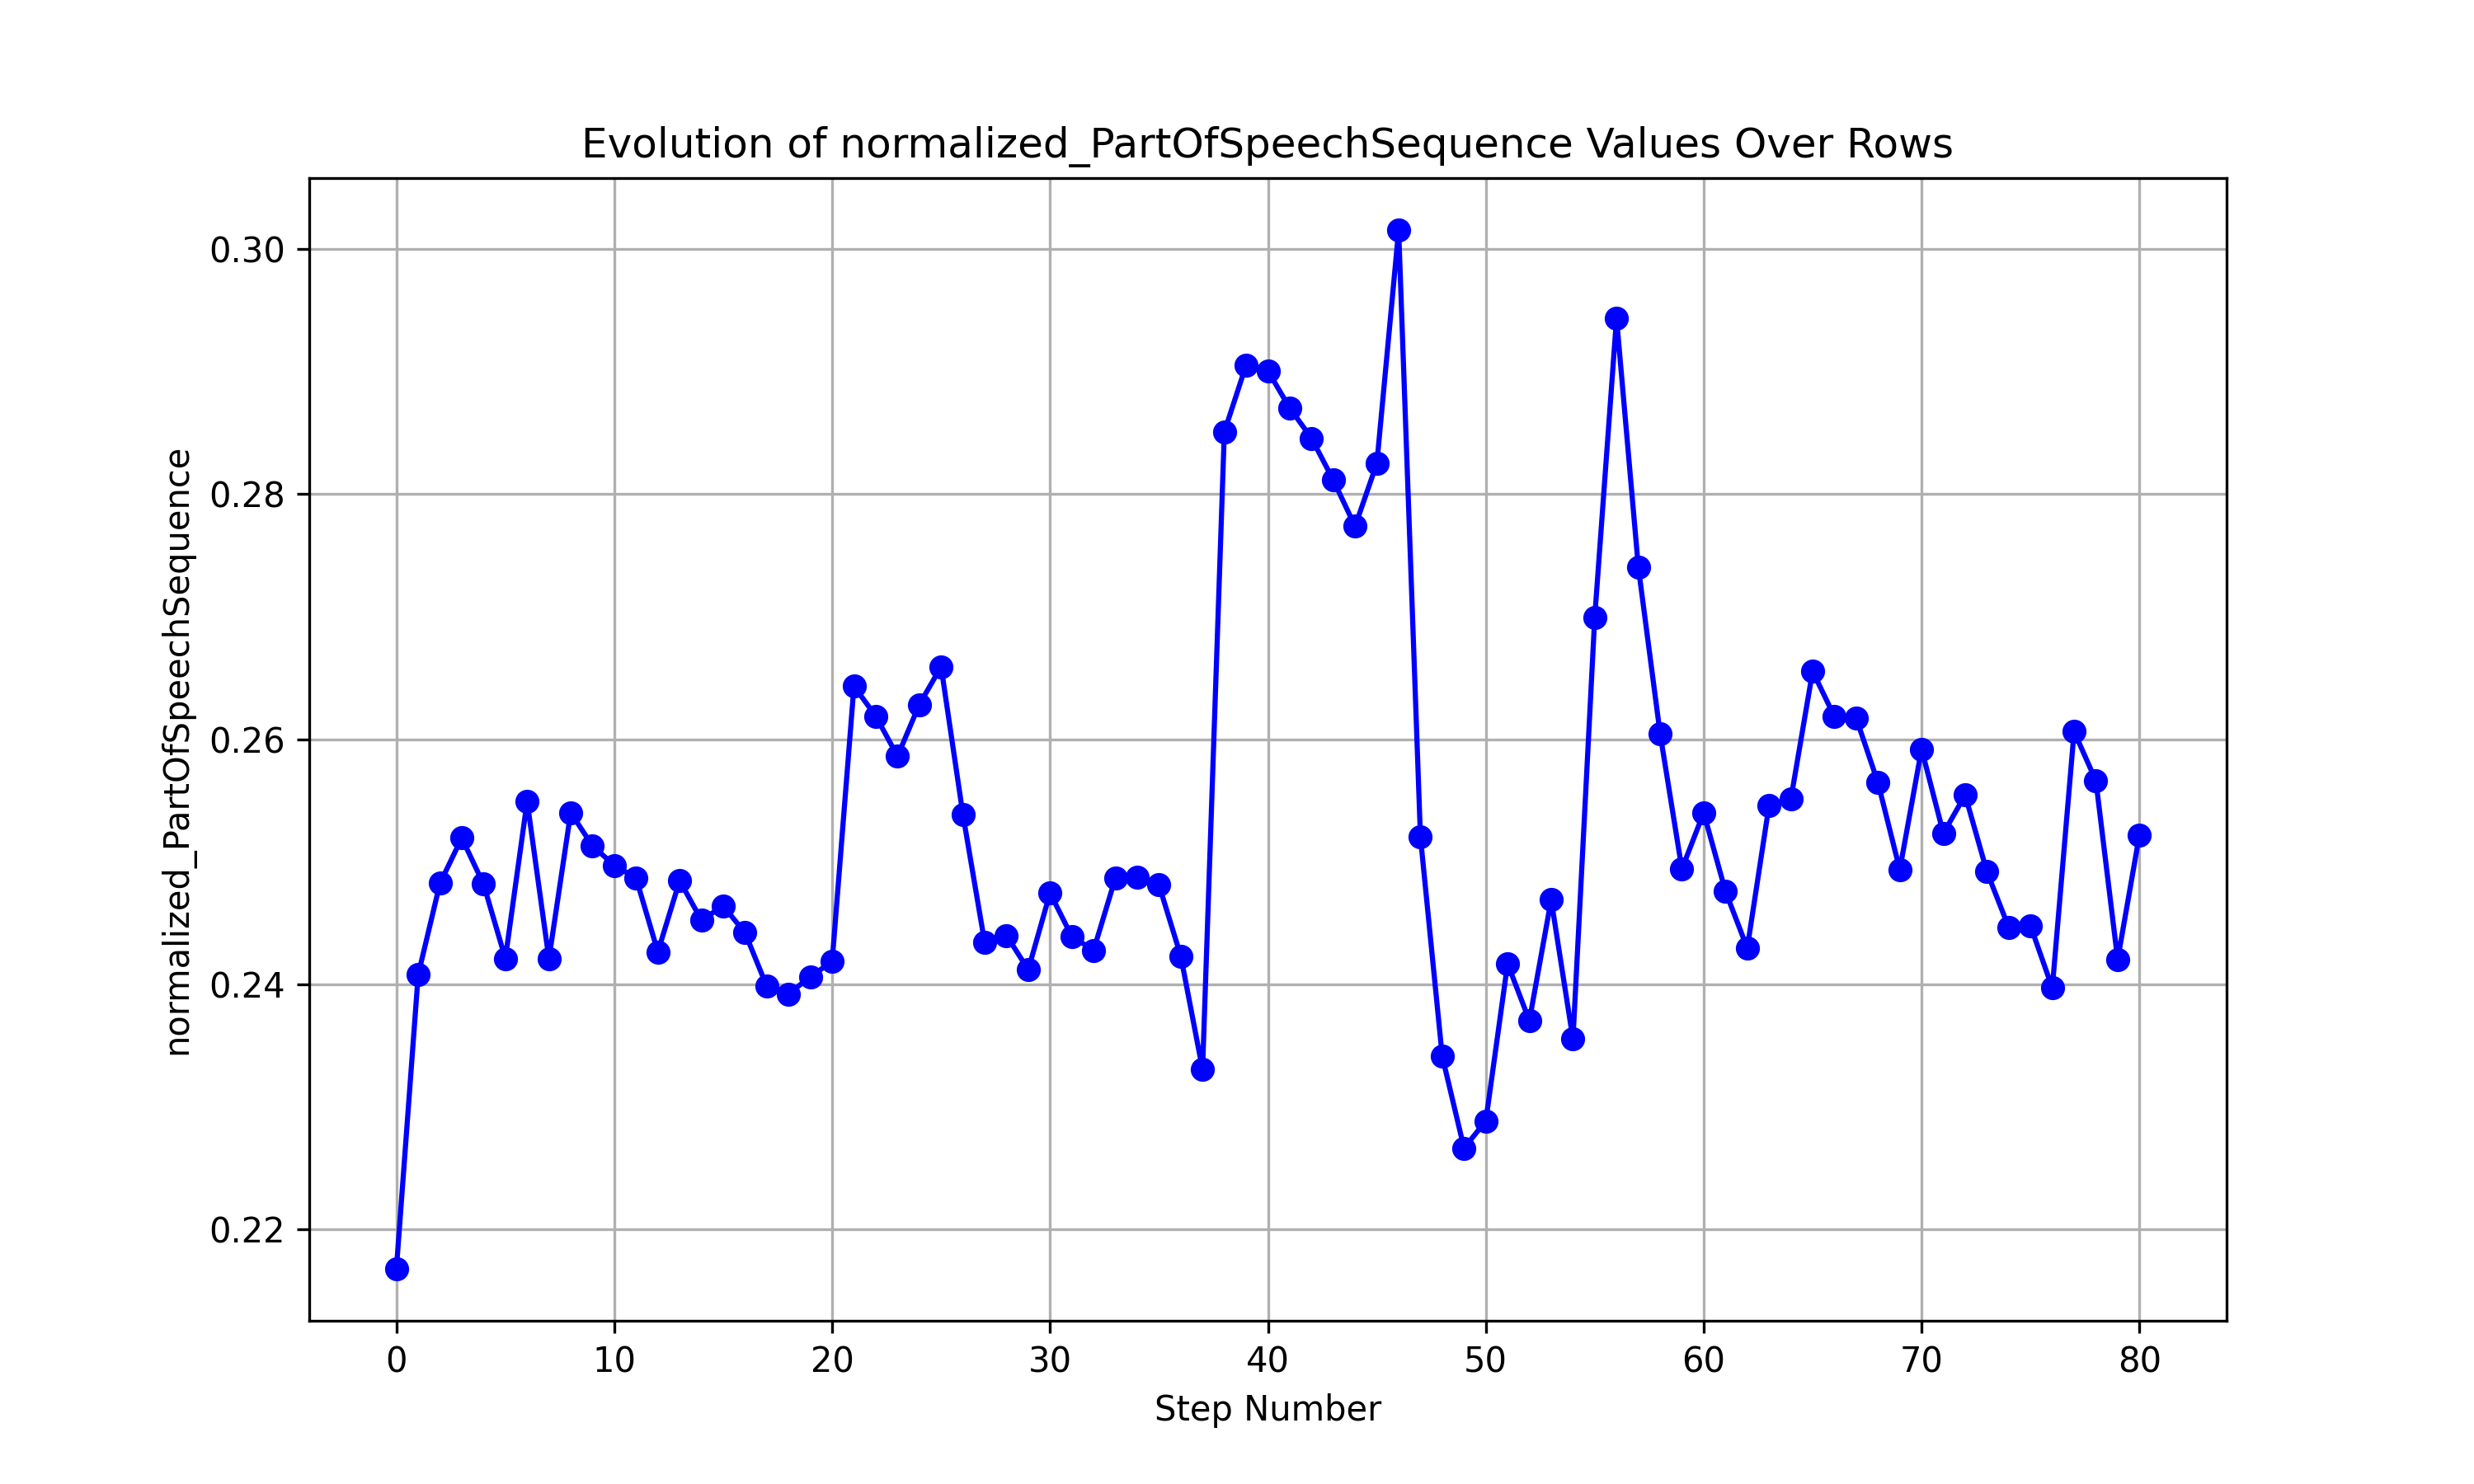 Evolution of normalized_PartOfSpeechSequence Values Over Rows
normalized_PartOfSpeechSequence
0.30
0.28
0.26
0.24
0.22
0 10 20 30 40 50 60 70 80
Step Number